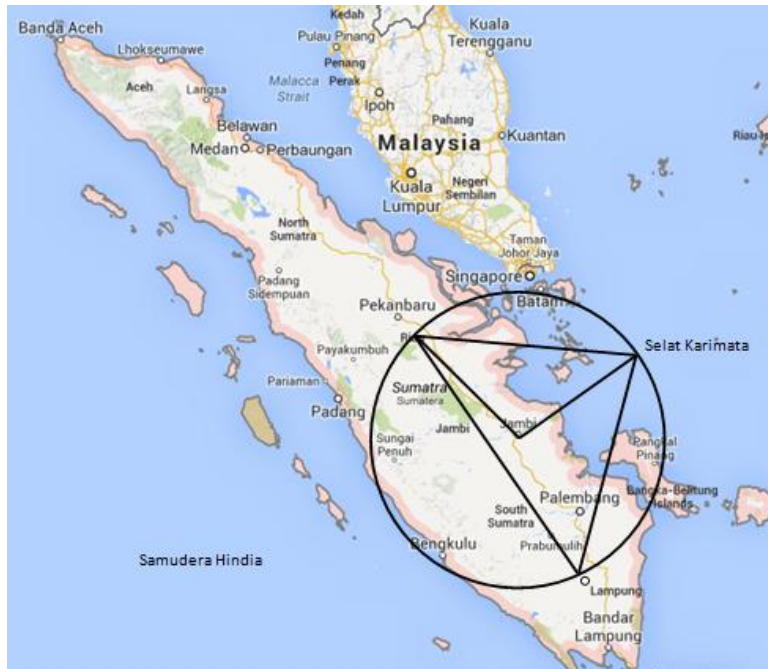 Kedah
Kuala
Terengganu
Banda Aceh
Pulau Pinang
Lhokseumawe
Penang
Malacca
Strait
Perak
Aceh
Langsa
Ipoh
Pahang
Belawan
Kuantan
Medan
Perbaungan
Malaysia
Kuala
Lumpur
Negeri
Sembilan
North
Sumatra
Taman
Johor Jaya
Padang
Sidempuan
Singapore
Batam
Pekanbaru
Selat Karimata
Payakumbuh
Pariaman
Sumatra
Sumatera
Padang
Jambi
Jambi
Sungai
Penuh
Pangkal
Pinang
Palembang
Bangka-Belitung
Islands
South
Sumatra
Prabumulih
Bengkulu
Samudera Hindia
Lampung
Bandar
Lampung